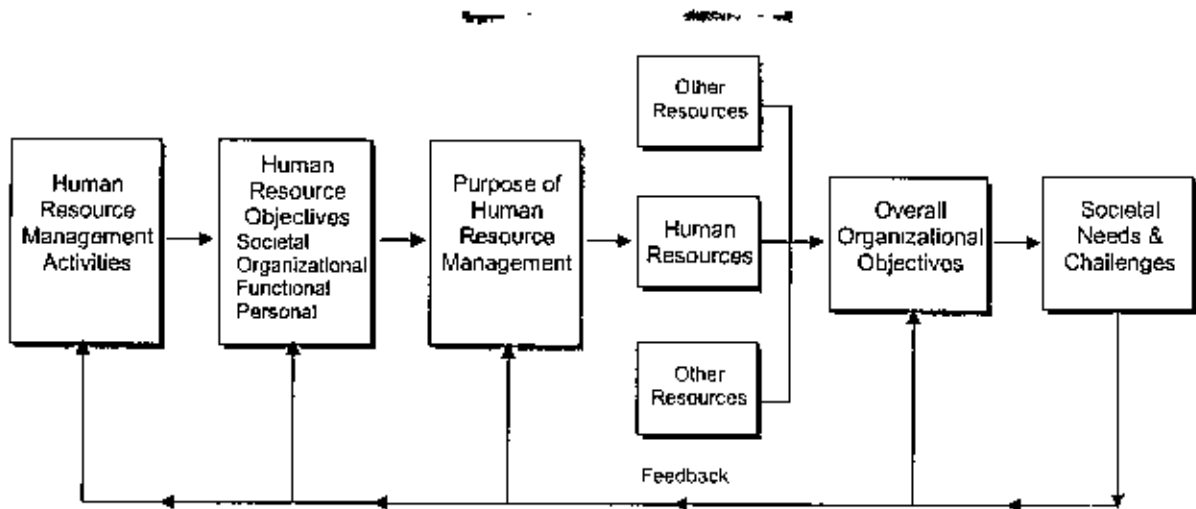 Other
Resources
Human
Resource
Management
Activities
Human
Resource
Objectives
Societal
Organizational
Functional
Personal
Purpose of
Human
Resource
Management
Human
Resources
Overall
Organizational
Objectives
Societal
Needs &
Challenges
Other
Resources
Feedback